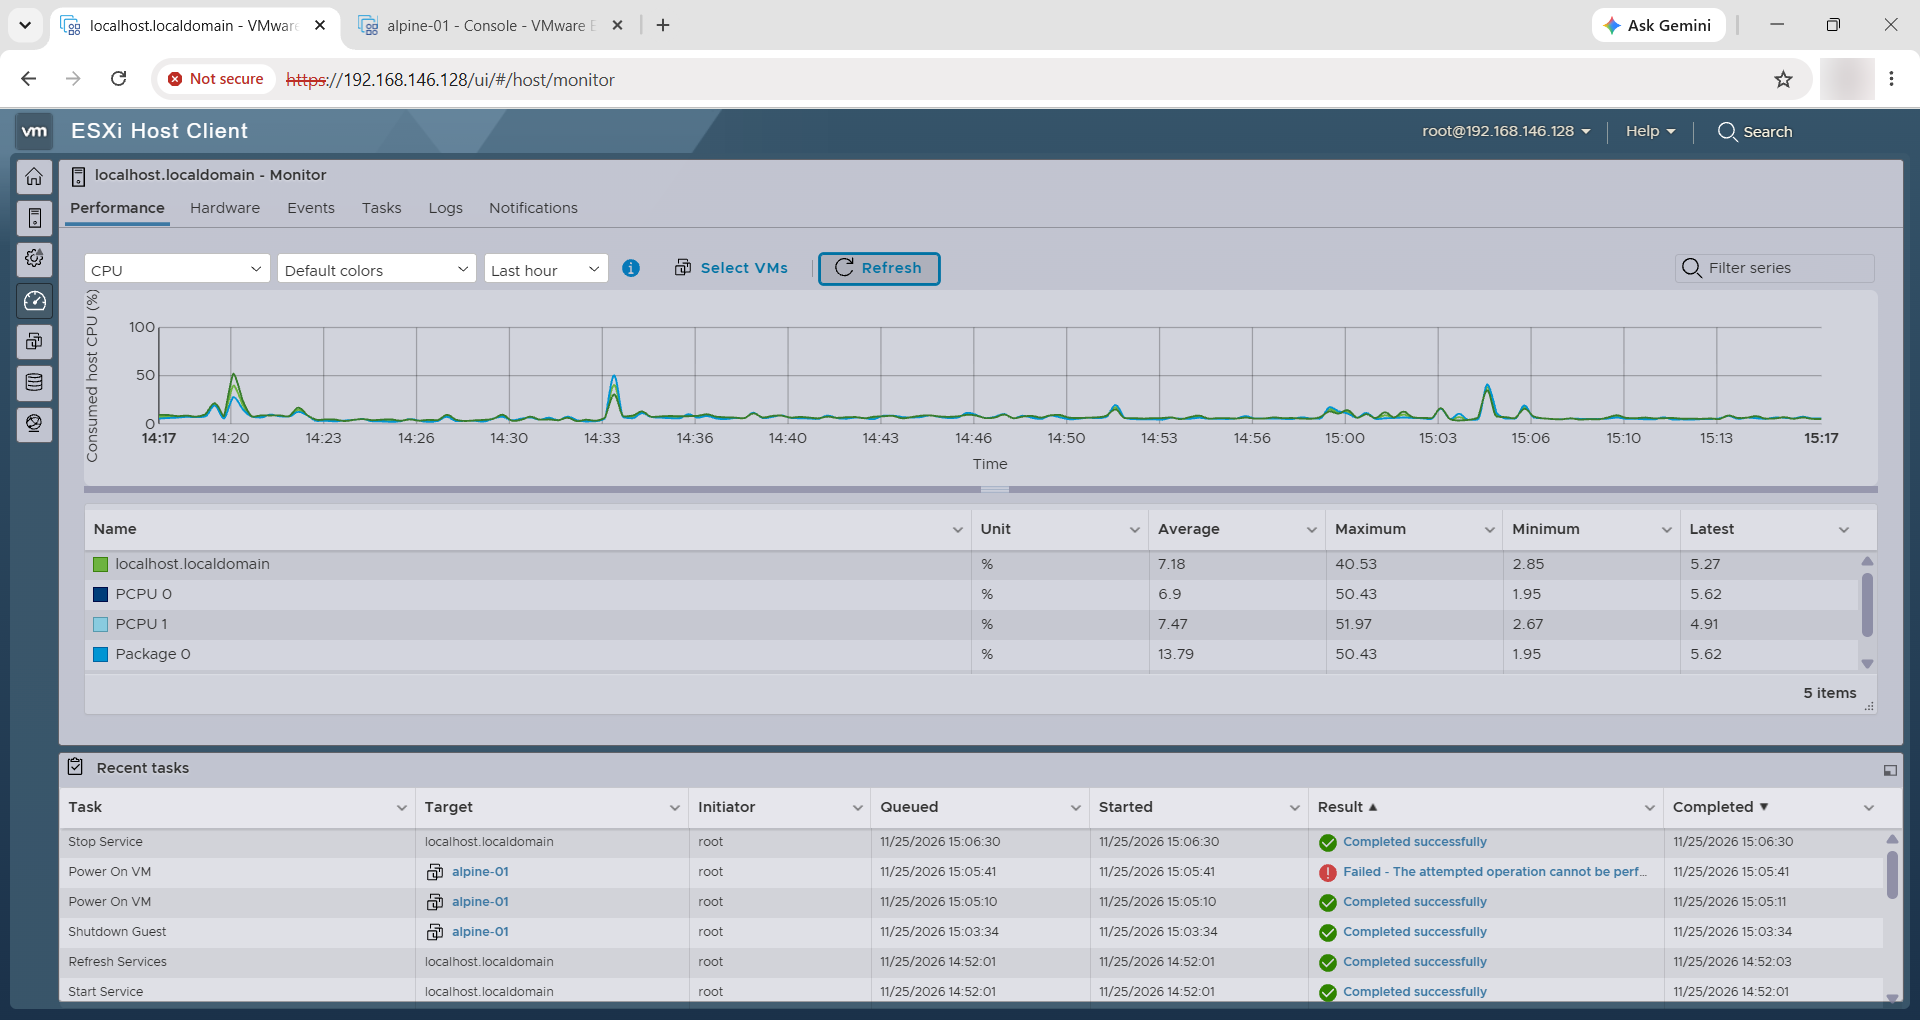 localhost.localdomain - VMware
alpine-01 - Console - VMware E
Ask Gemini
Not secure
https://192.168.146.128/ui/#/host/monitor
vm
ESXi Host Client
root@192.168.146.128
Help
Search
localhost.localdomain - Monitor
Performance
Hardware
Events
Tasks
Logs
Notifications
CPU
Default colors
Last hour
Select VMs
Refresh
Filter series
Consumed host CPU (%)
100
50
0
14:17 14:20 14:23 14:26 14:30 14:33 14:36 14:40 14:43 14:46 14:50 14:53 14:56 15:00 15:03 15:06 15:10 15:13 15:17
Time
Name Unit Average Maximum Minimum Latest
localhost.localdomain % 7.18 40.53 2.85 5.27
PCPU 0 % 6.9 50.43 1.95 5.62
PCPU 1 % 7.47 51.97 2.67 4.91
Package 0 % 13.79 50.43 1.95 5.62
5 items
Recent tasks
Task Target Initiator Queued Started Result Completed
Stop Service localhost.localdomain root 11/25/2026 15:06:30 11/25/2026 15:06:30 Completed successfully 11/25/2026 15:06:30
Power On VM alpine-01 root 11/25/2026 15:05:41 11/25/2026 15:05:41 Failed - The attempted operation cannot be perf... 11/25/2026 15:05:41
Power On VM alpine-01 root 11/25/2026 15:05:10 11/25/2026 15:05:10 Completed successfully 11/25/2026 15:05:11
Shutdown Guest alpine-01 root 11/25/2026 15:03:34 11/25/2026 15:03:34 Completed successfully 11/25/2026 15:03:34
Refresh Services localhost.localdomain root 11/25/2026 14:52:01 11/25/2026 14:52:01 Completed successfully 11/25/2026 14:52:03
Start Service localhost.localdomain root 11/25/2026 14:52:01 11/25/2026 14:52:01 Completed successfully 11/25/2026 14:52:01